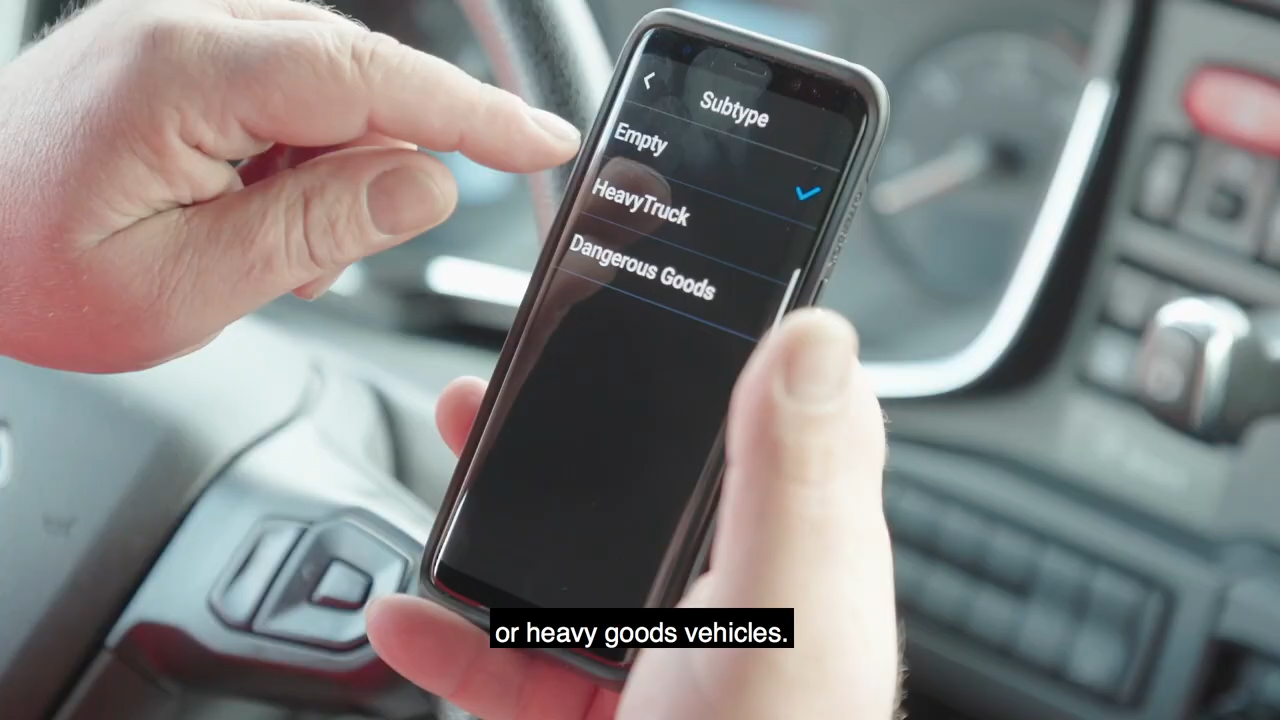 Subtype
Empty
HeavyTruck
Dangerous Goods
or heavy goods vehicles.